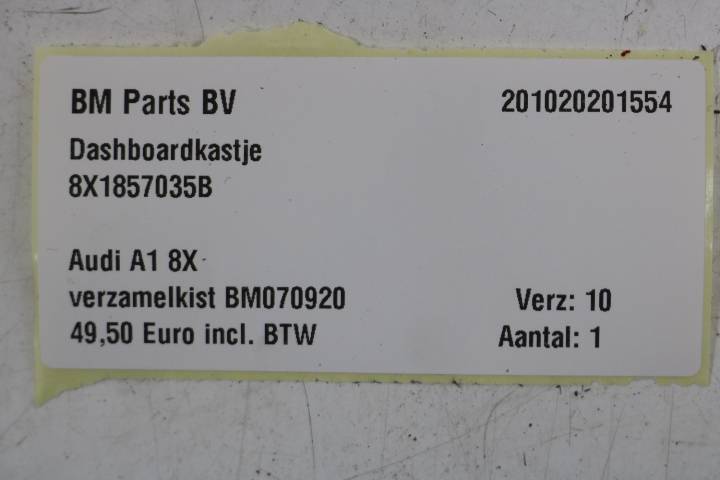 BM Parts BV 201020201554
Dashboardkastje
8X1857035B
Audi A1 8X
verzamelkist BM070920 Verz: 10
49,50 Euro incl. BTW Aantal: 1